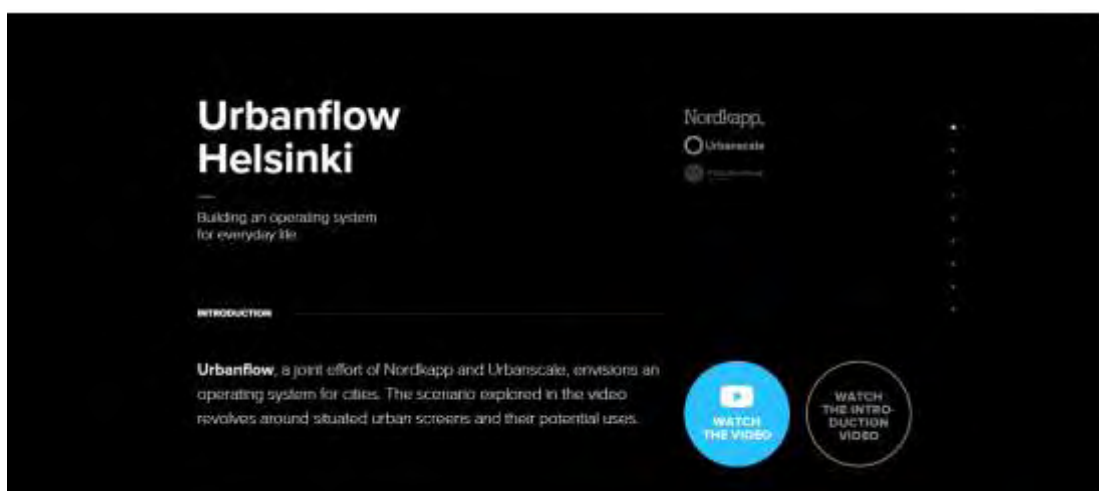 Urbanflow
Helsinki
Building an operating system
for everyday life
Nordkapp,
Urbanscale
INTRODUCTION
Urbanflow, a joint effort of Nordkapp and Urbanscale, envisions an
operating system for cities. The scenario explored in the video
revolves around situated urban screens and their potential uses.
WATCH
THE VIDEO
WATCH
THE INTRO-
DUCTION
VIDEO